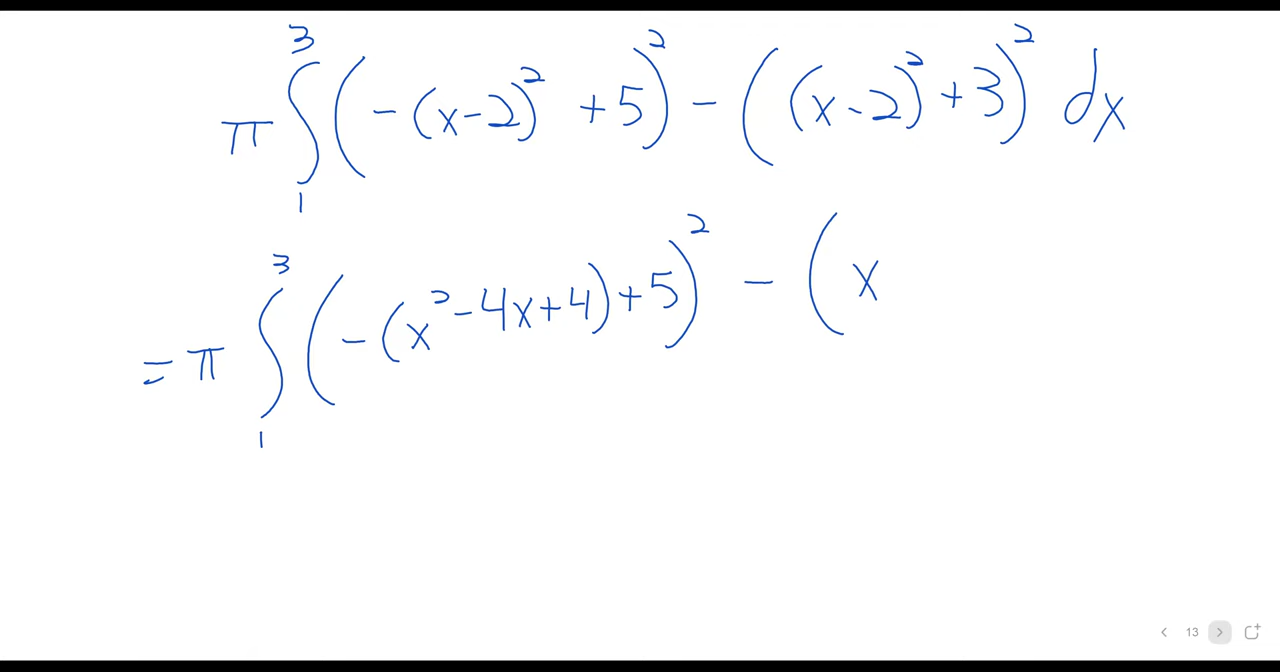 π ∫₁³ (-(x-2)² + 5)² - ((x-2)² + 3)² dx
= π ∫₁³ (-(x² - 4x + 4) + 5)² - (x
13